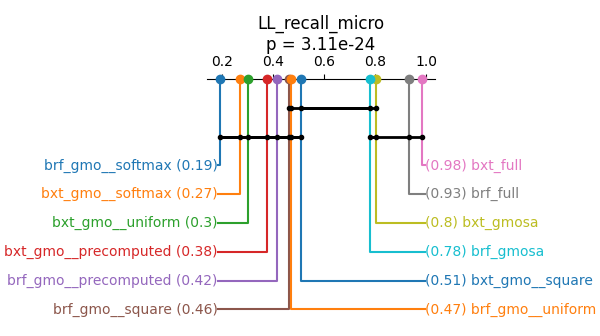 LL_recall_micro
p = 3.11e-24
0.2 0.4 0.6 0.8 1.0
brf_gmo__softmax (0.19) (0.98) bxt_full
bxt_gmo__softmax (0.27) (0.93) brf_full
bxt_gmo__uniform (0.3) (0.8) bxt_gmosa
bxt_gmo__precomputed (0.38) (0.78) brf_gmosa
brf_gmo__precomputed (0.42) (0.51) bxt_gmo__square
brf_gmo__square (0.46) (0.47) brf_gmo__uniform